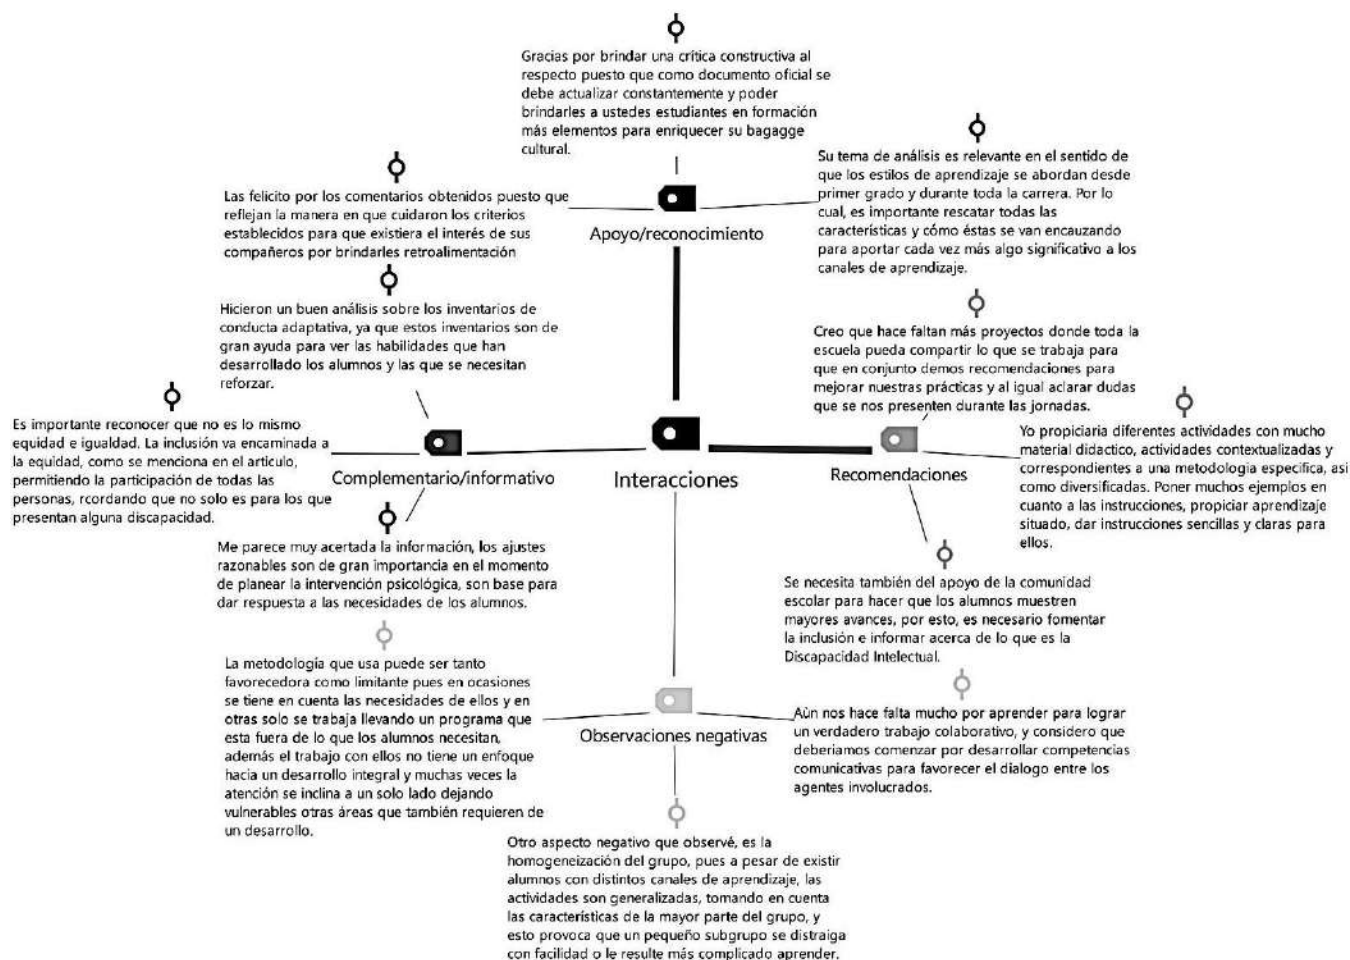 Gracias por brindar una crítica constructiva al
respecto puesto que como documento oficial se
debe actualizar constantemente y poder
brindarles a ustedes estudiantes en formación
más elementos para enriquecer su bagagge
cultural.
Su tema de análisis es relevante en el sentido de
que los estilos de aprendizaje se abordan desde
primer grado y durante toda la carrera. Por lo
cual, es importante rescatar todas las
características y cómo éstas se van encauzando
para aportar cada vez más algo significativo a los
canales de aprendizaje.
Las felicito por los comentarios obtenidos puesto que
reflejan la manera en que cuidaron los criterios
establecidos para que existiera el interés de sus
compañeros por brindarles retroalimentación
Apoyo/reconocimiento
Hicieron un buen análisis sobre los inventarios de
conducta adaptativa, ya que estos inventarios son de
gran ayuda para ver las habilidades que han
desarrollado los alumnos y las que se necesitan
reforzar.
Creo que hace faltan más proyectos donde toda la
escuela pueda compartir lo que se trabaja para
que en conjunto demos recomendaciones para
mejorar nuestras prácticas y al igual aclarar dudas
que se nos presenten durante las jornadas.
Es importante reconocer que no es lo mismo
equidad e igualdad. La inclusión va encaminada a
la equidad, como se menciona en el articulo,
permitiendo la participación de todas las
personas, rcordando que no solo es para los que
presentan alguna discapacidad.
Complementario/informativo
Interacciones
Recomendaciones
Yo propiciaria diferentes actividades con mucho
material didactico, actividades contextualizadas y
correspondientes a una metodologia especifica, asi
como diversificadas. Poner muchos ejemplos en
cuanto a las instrucciones, propiciar aprendizaje
situado, dar instrucciones sencillas y claras para
ellos.
Me parece muy acertada la información, los ajustes
razonables son de gran importancia en el momento
de planear la intervención psicológica, son base para
dar respuesta a las necesidades de los alumnos.
Se necesita también del apoyo de la comunidad
escolar para hacer que los alumnos muestren
mayores avances, por esto, es necesario fomentar
la inclusión e informar acerca de lo que es la
Discapacidad Intelectual.
La metodología que usa puede ser tanto
favorecedora como limitante pues en ocasiones
se tiene en cuenta las necesidades de ellos y en
otras solo se trabaja llevando un programa que
esta fuera de lo que los alumnos necesitan,
además el trabajo con ellos no tiene un enfoque
hacia un desarrollo integral y muchas veces la
atención se inclina a un solo lado dejando
vulnerables otras áreas que también requieren de
un desarrollo.
Observaciones negativas
Aùn nos hace falta mucho por aprender para lograr
un verdadero trabajo colaborativo, y considero que
deberiamos comenzar por desarrollar competencias
comunicativas para favorecer el dialogo entre los
agentes involucrados.
Otro aspecto negativo que observé, es la
homogeneización del grupo, pues a pesar de existir
alumnos con distintos canales de aprendizaje, las
actividades son generalizadas, tomando en cuenta
las características de la mayor parte del grupo, y
esto provoca que un pequeño subgrupo se distraiga
con facilidad o le resulte más complicado aprender.